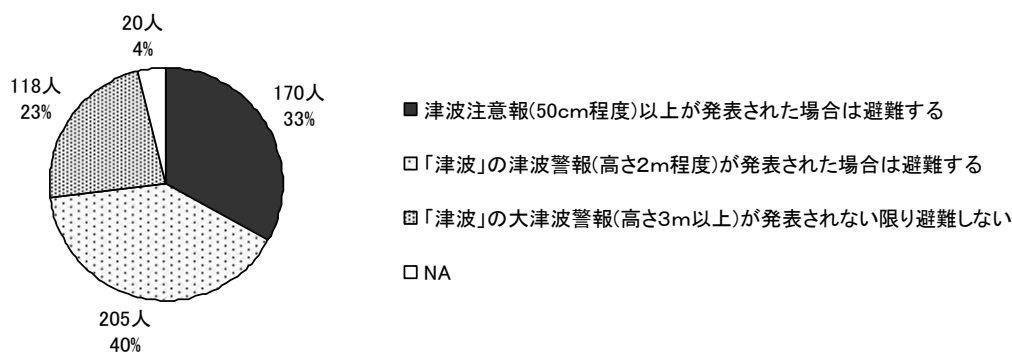 20人
4%
118人
23%
170人
33%
205人
40%
津波注意報(50cm程度)以上が発表された場合は避難する
「津波」の津波警報(高さ2m程度)が発表された場合は避難する
「津波」の大津波警報(高さ3m以上)が発表されない限り避難しない
NA